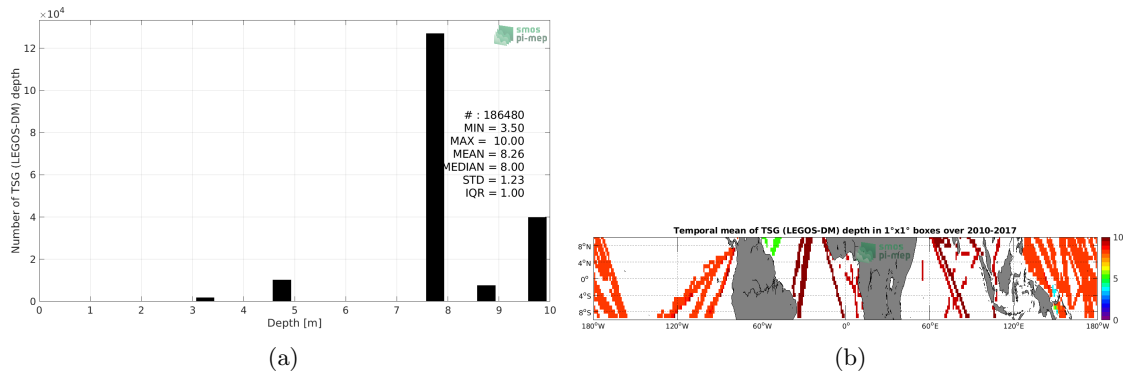 ×10⁴
smos
pi-mep
12
10
8
6
4
2
0
Number of TSG (LEGOS-DM) depth
# : 186480
MIN = 3.50
MAX = 10.00
MEAN = 8.26
MEDIAN = 8.00
STD = 1.23
IQR = 1.00
0 1 2 3 4 5 6 7 8 9 10
Depth [m]
(a)
Temporal mean of TSG (LEGOS-DM) depth in 1°x1° boxes over 2010-2017
smos
pi-mep
8°N
4°N
0°
4°S
8°S
180°W 120°W 60°W 0° 60°E 120°E 180°W
10
5
0
(b)